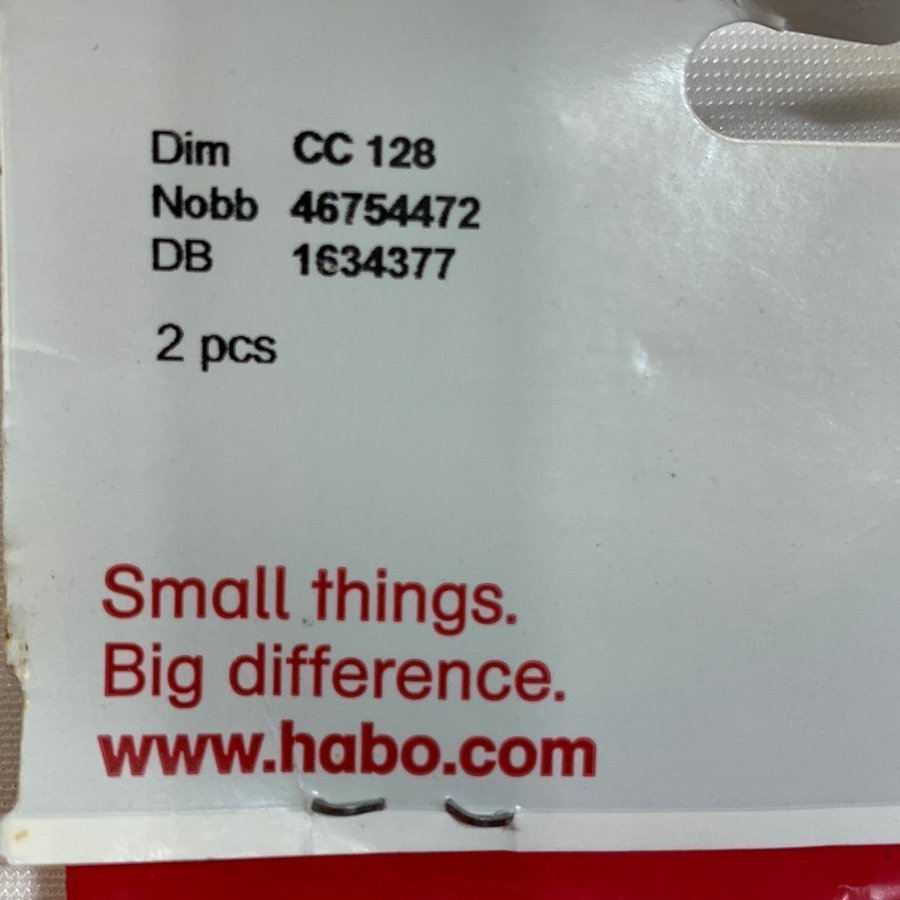 Dim CC 128
Nobb 46754472
DB 1634377
2 pcs
Small things.
Big difference.
www.habo.com